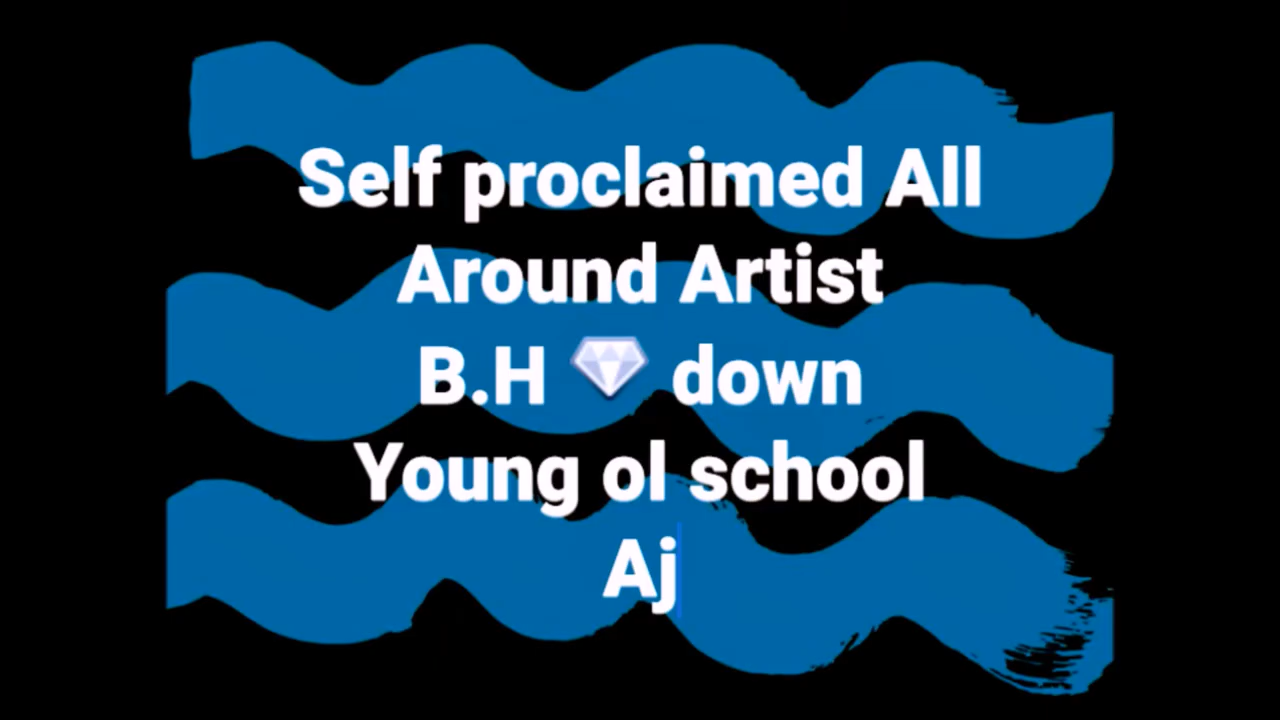 Self proclaimed All
Around Artist
B.H 💎 down
Young ol school
Aj